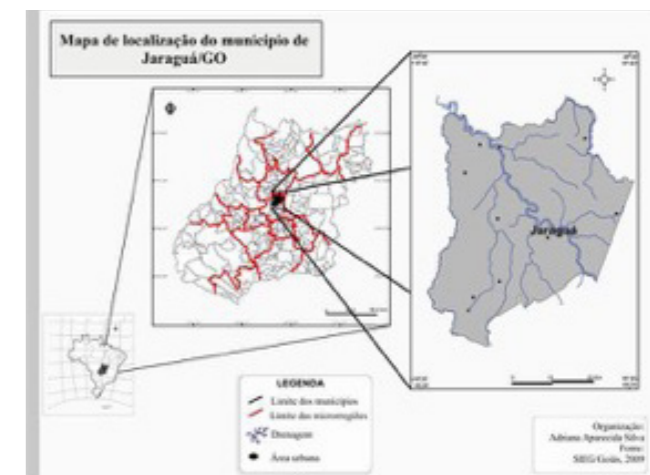 Mapa de localização do município de
Jaraguá/GO
Jaraguá
LEGENDA
Limite dos municípios
Limite das microrregiões
Drenagem
Área urbana
Organização:
Adriana Aparecida Silva
Fonte:
SIEG/Goiás, 2009